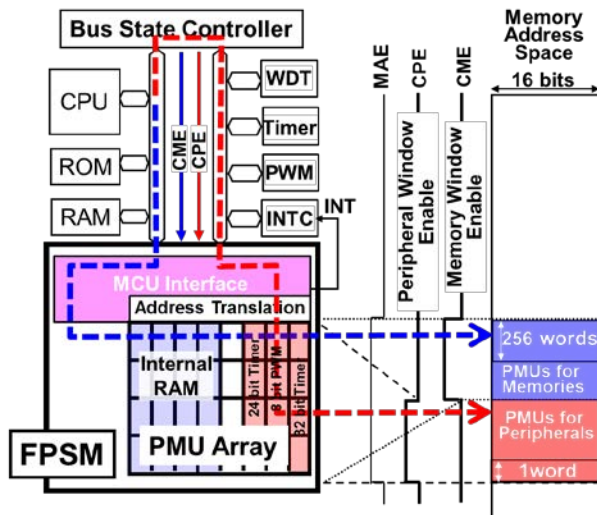 Bus State Controller
CPU
ROM
RAM
CME
CPE
WDT
Timer
PWM
INTC
INT
MCU Interface
Address Translation
Internal
RAM
24 bit Timer
8 bit PWM
32 bit Timer
PMU Array
FPSM
MAE
CPE
CME
Peripheral Window
Enable
Memory Window
Enable
Memory
Address
Space
16 bits
256 words
PMUs for
Memories
PMUs for
Peripherals
1word